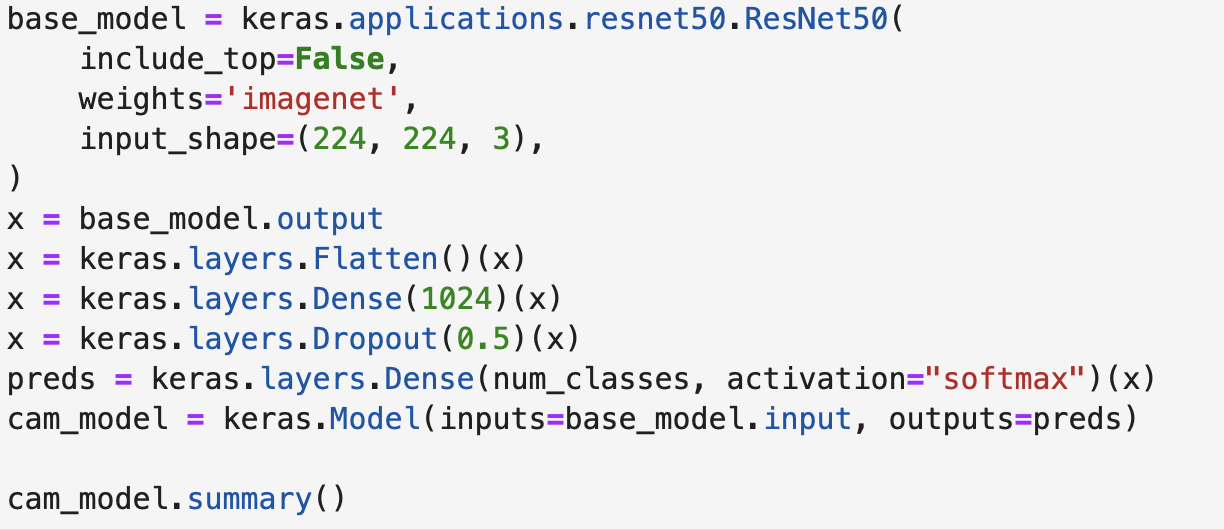 base_model = keras.applications.resnet50.ResNet50(
    include_top=False,
    weights='imagenet',
    input_shape=(224, 224, 3),
)
x = base_model.output
x = keras.layers.Flatten()(x)
x = keras.layers.Dense(1024)(x)
x = keras.layers.Dropout(0.5)(x)
preds = keras.layers.Dense(num_classes, activation="softmax")(x)
cam_model = keras.Model(inputs=base_model.input, outputs=preds)

cam_model.summary()